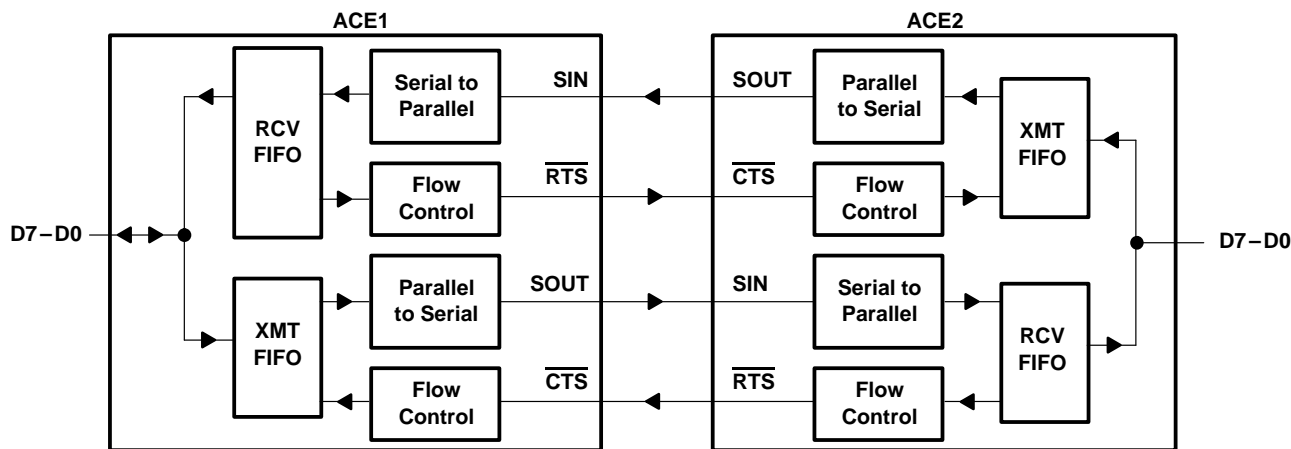 ACE1
ACE2
Serial to
Parallel
SIN
SOUT
Parallel
to Serial
RCV
FIFO
XMT
FIFO
Flow
Control
RTS
CTS
Flow
Control
D7–D0
D7–D0
Parallel
to Serial
SOUT
SIN
Serial to
Parallel
XMT
FIFO
RCV
FIFO
Flow
Control
CTS
RTS
Flow
Control